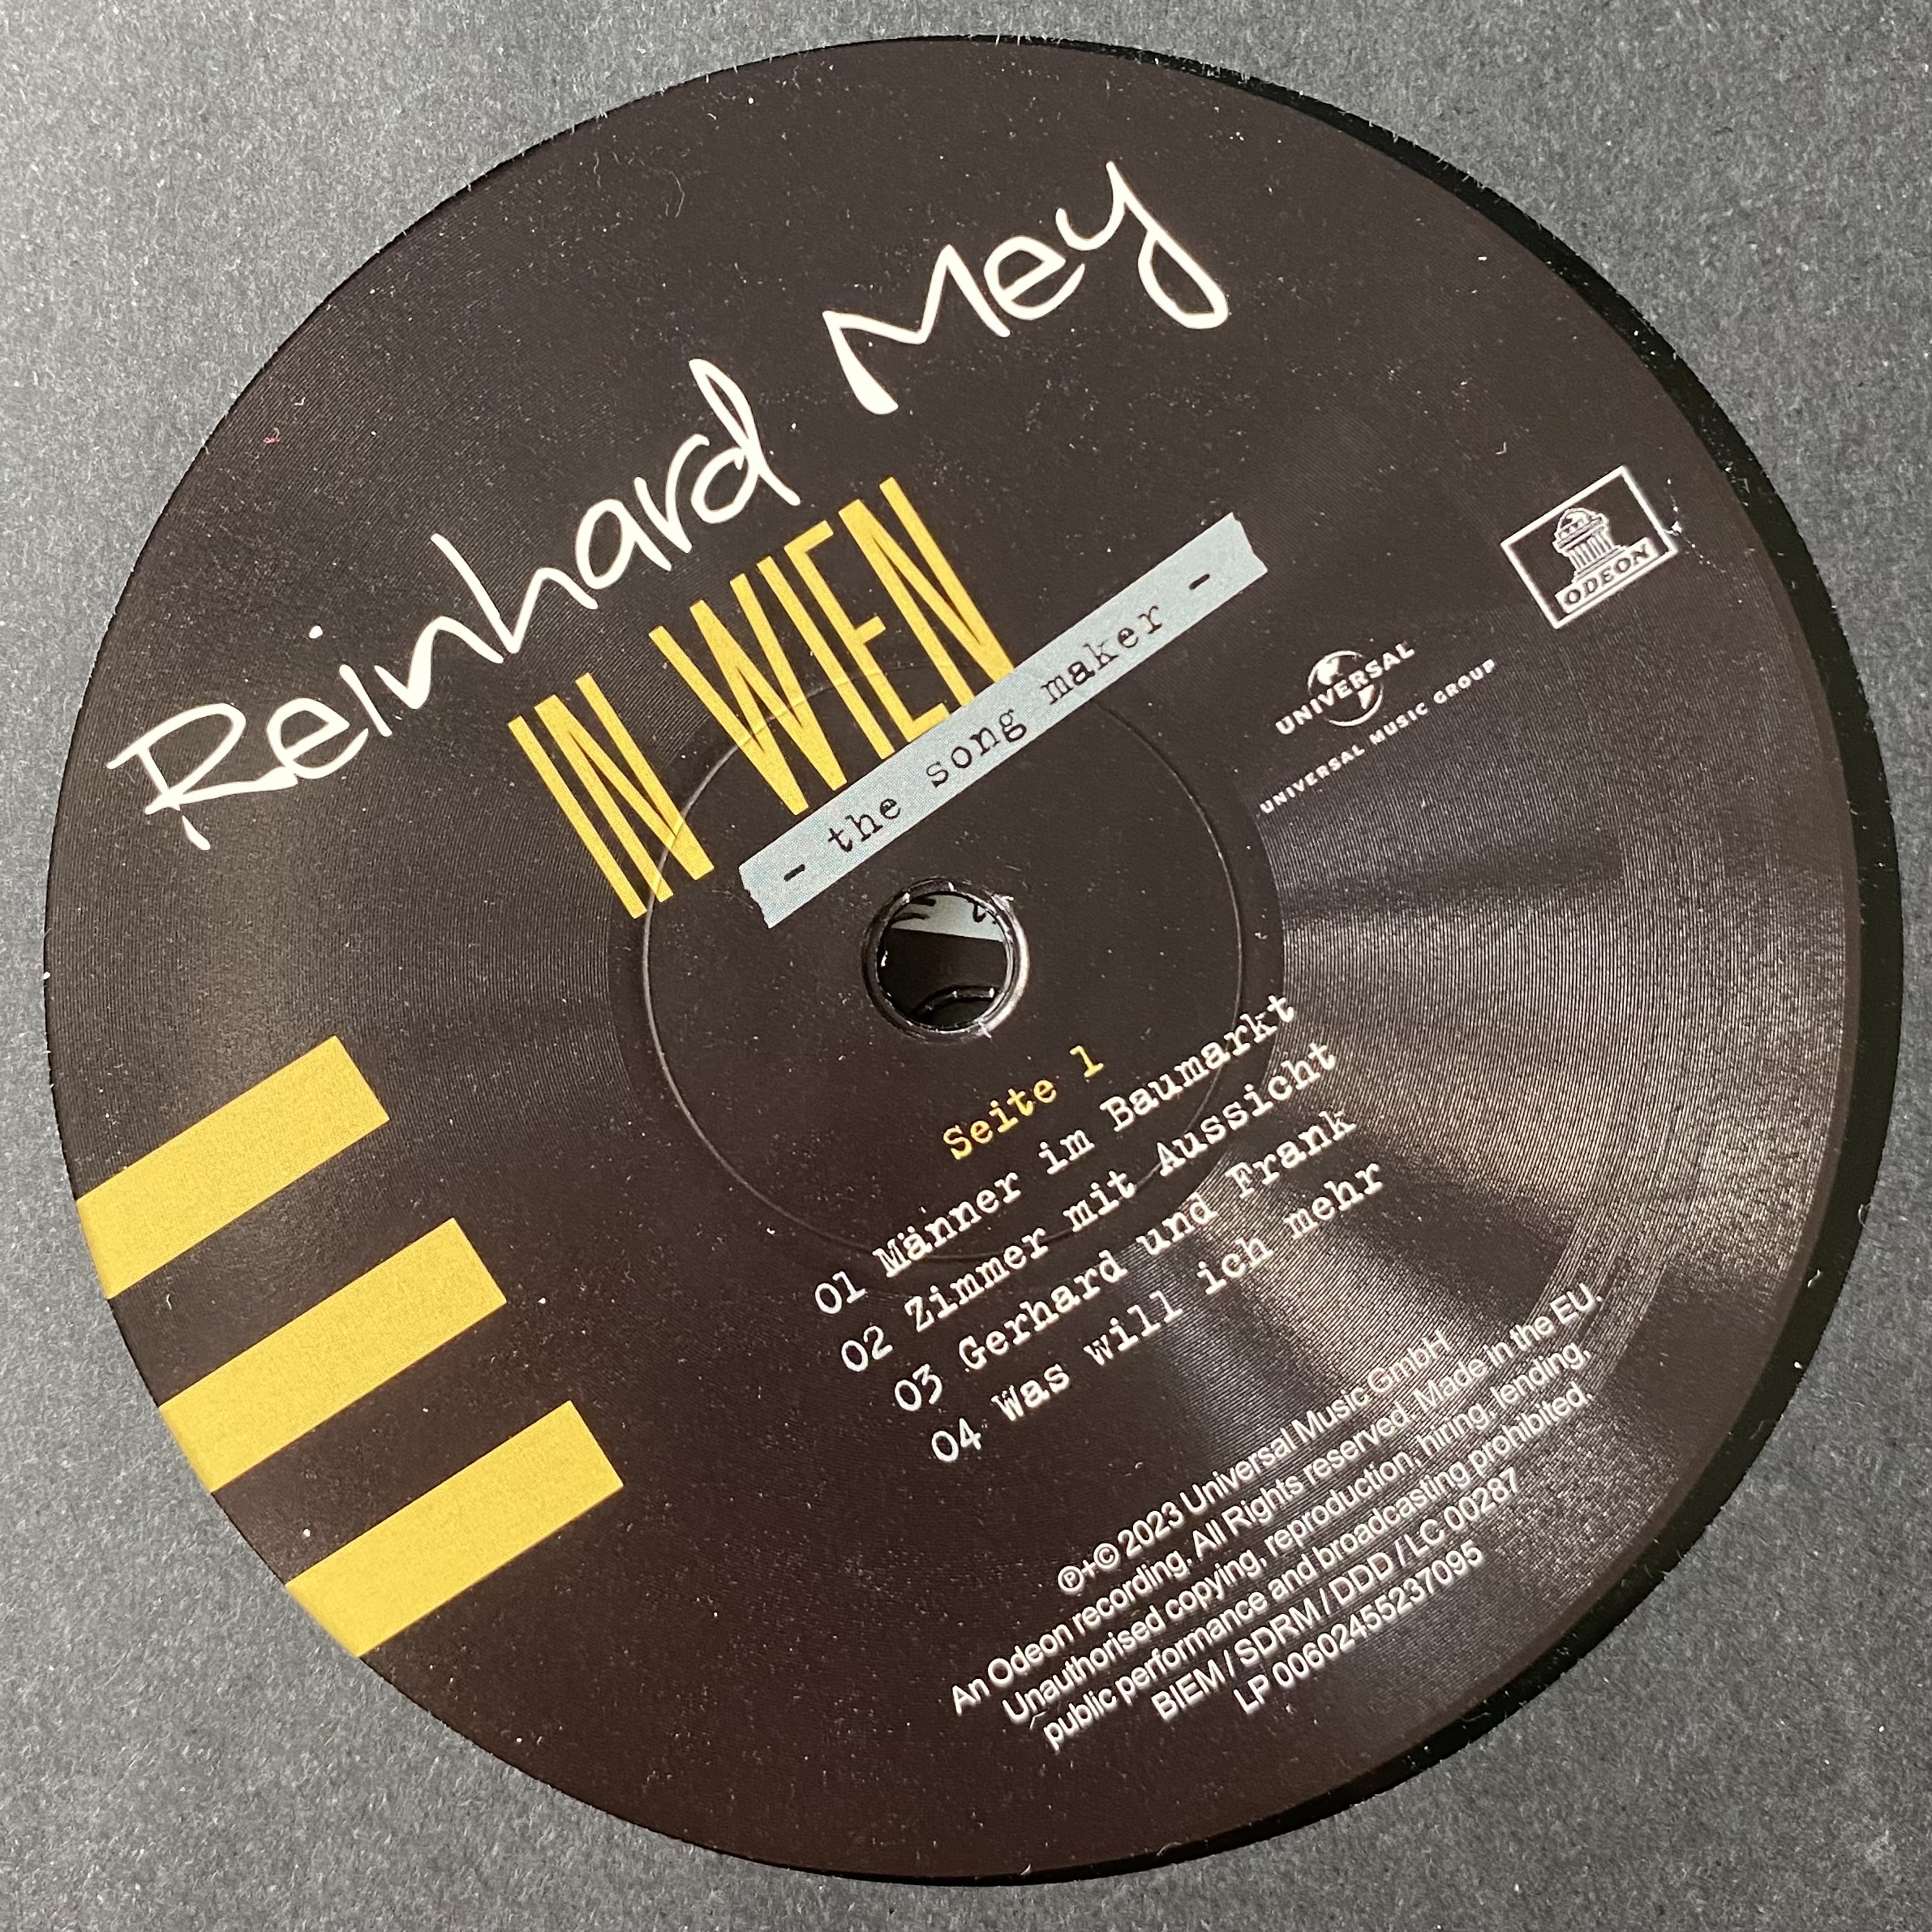 Reinhard Mey
IN WIEN
- the song maker -
ODEON
UNIVERSAL
UNIVERSAL MUSIC GROUP
Seite 1
01 Männer im Baumarkt
02 Zimmer mit Aussicht
03 Gerhard und Frank
04 Was will ich mehr
℗+© 2023 Universal Music GmbH
An Odeon recording. All Rights reserved. Made in the EU.
Unauthorised copying, reproduction, hiring, lending,
public performance and broadcasting prohibited.
BIEM / SDRM / DDD / LC 00287
LP 00602455237095